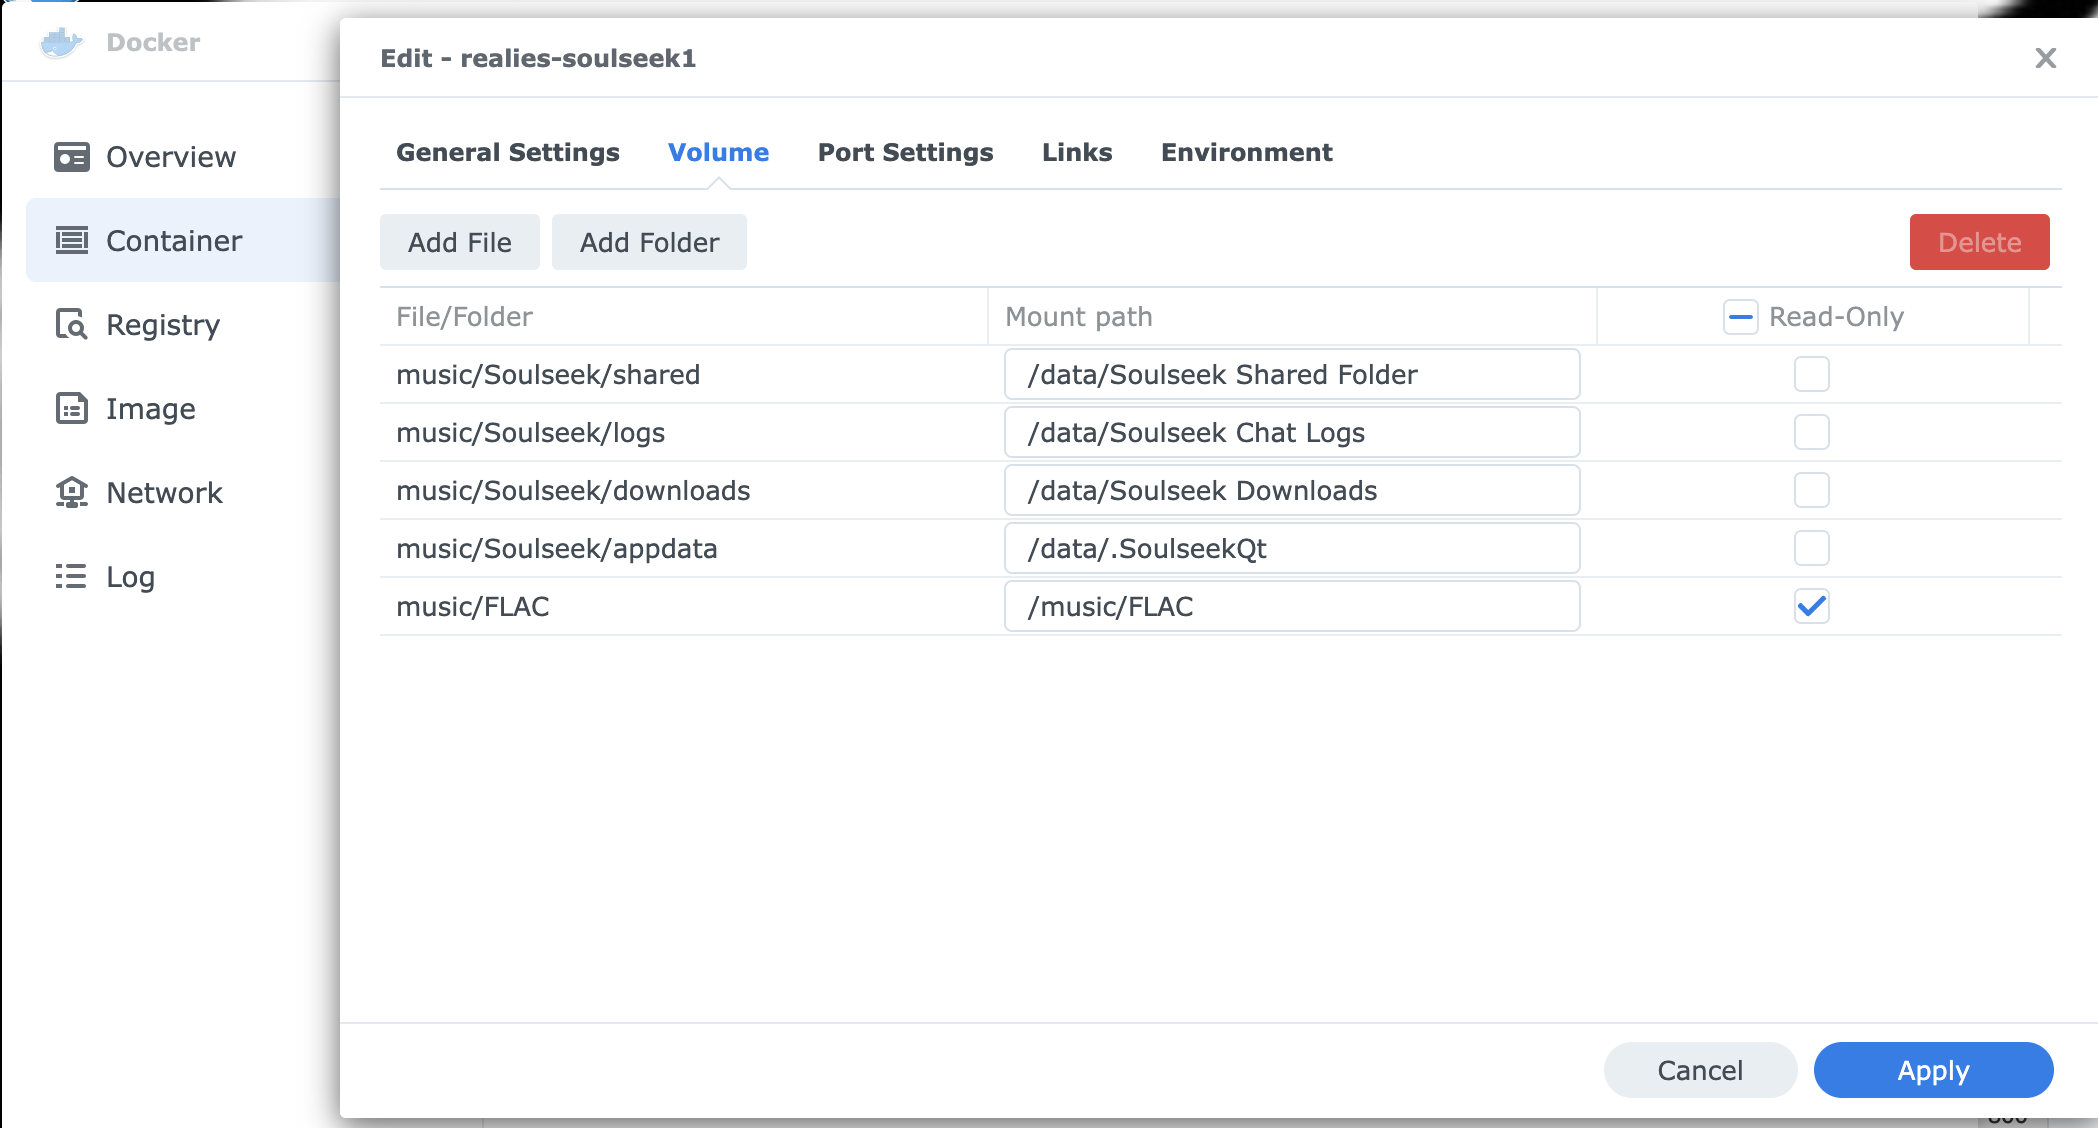 Docker
Edit - realies-soulseek1
Overview
Container
Registry
Image
Network
Log
General Settings Volume Port Settings Links Environment
Add File Add Folder Delete
File/Folder Mount path Read-Only
music/Soulseek/shared /data/Soulseek Shared Folder
music/Soulseek/logs /data/Soulseek Chat Logs
music/Soulseek/downloads /data/Soulseek Downloads
music/Soulseek/appdata /data/.SoulseekQt
music/FLAC /music/FLAC
Cancel Apply